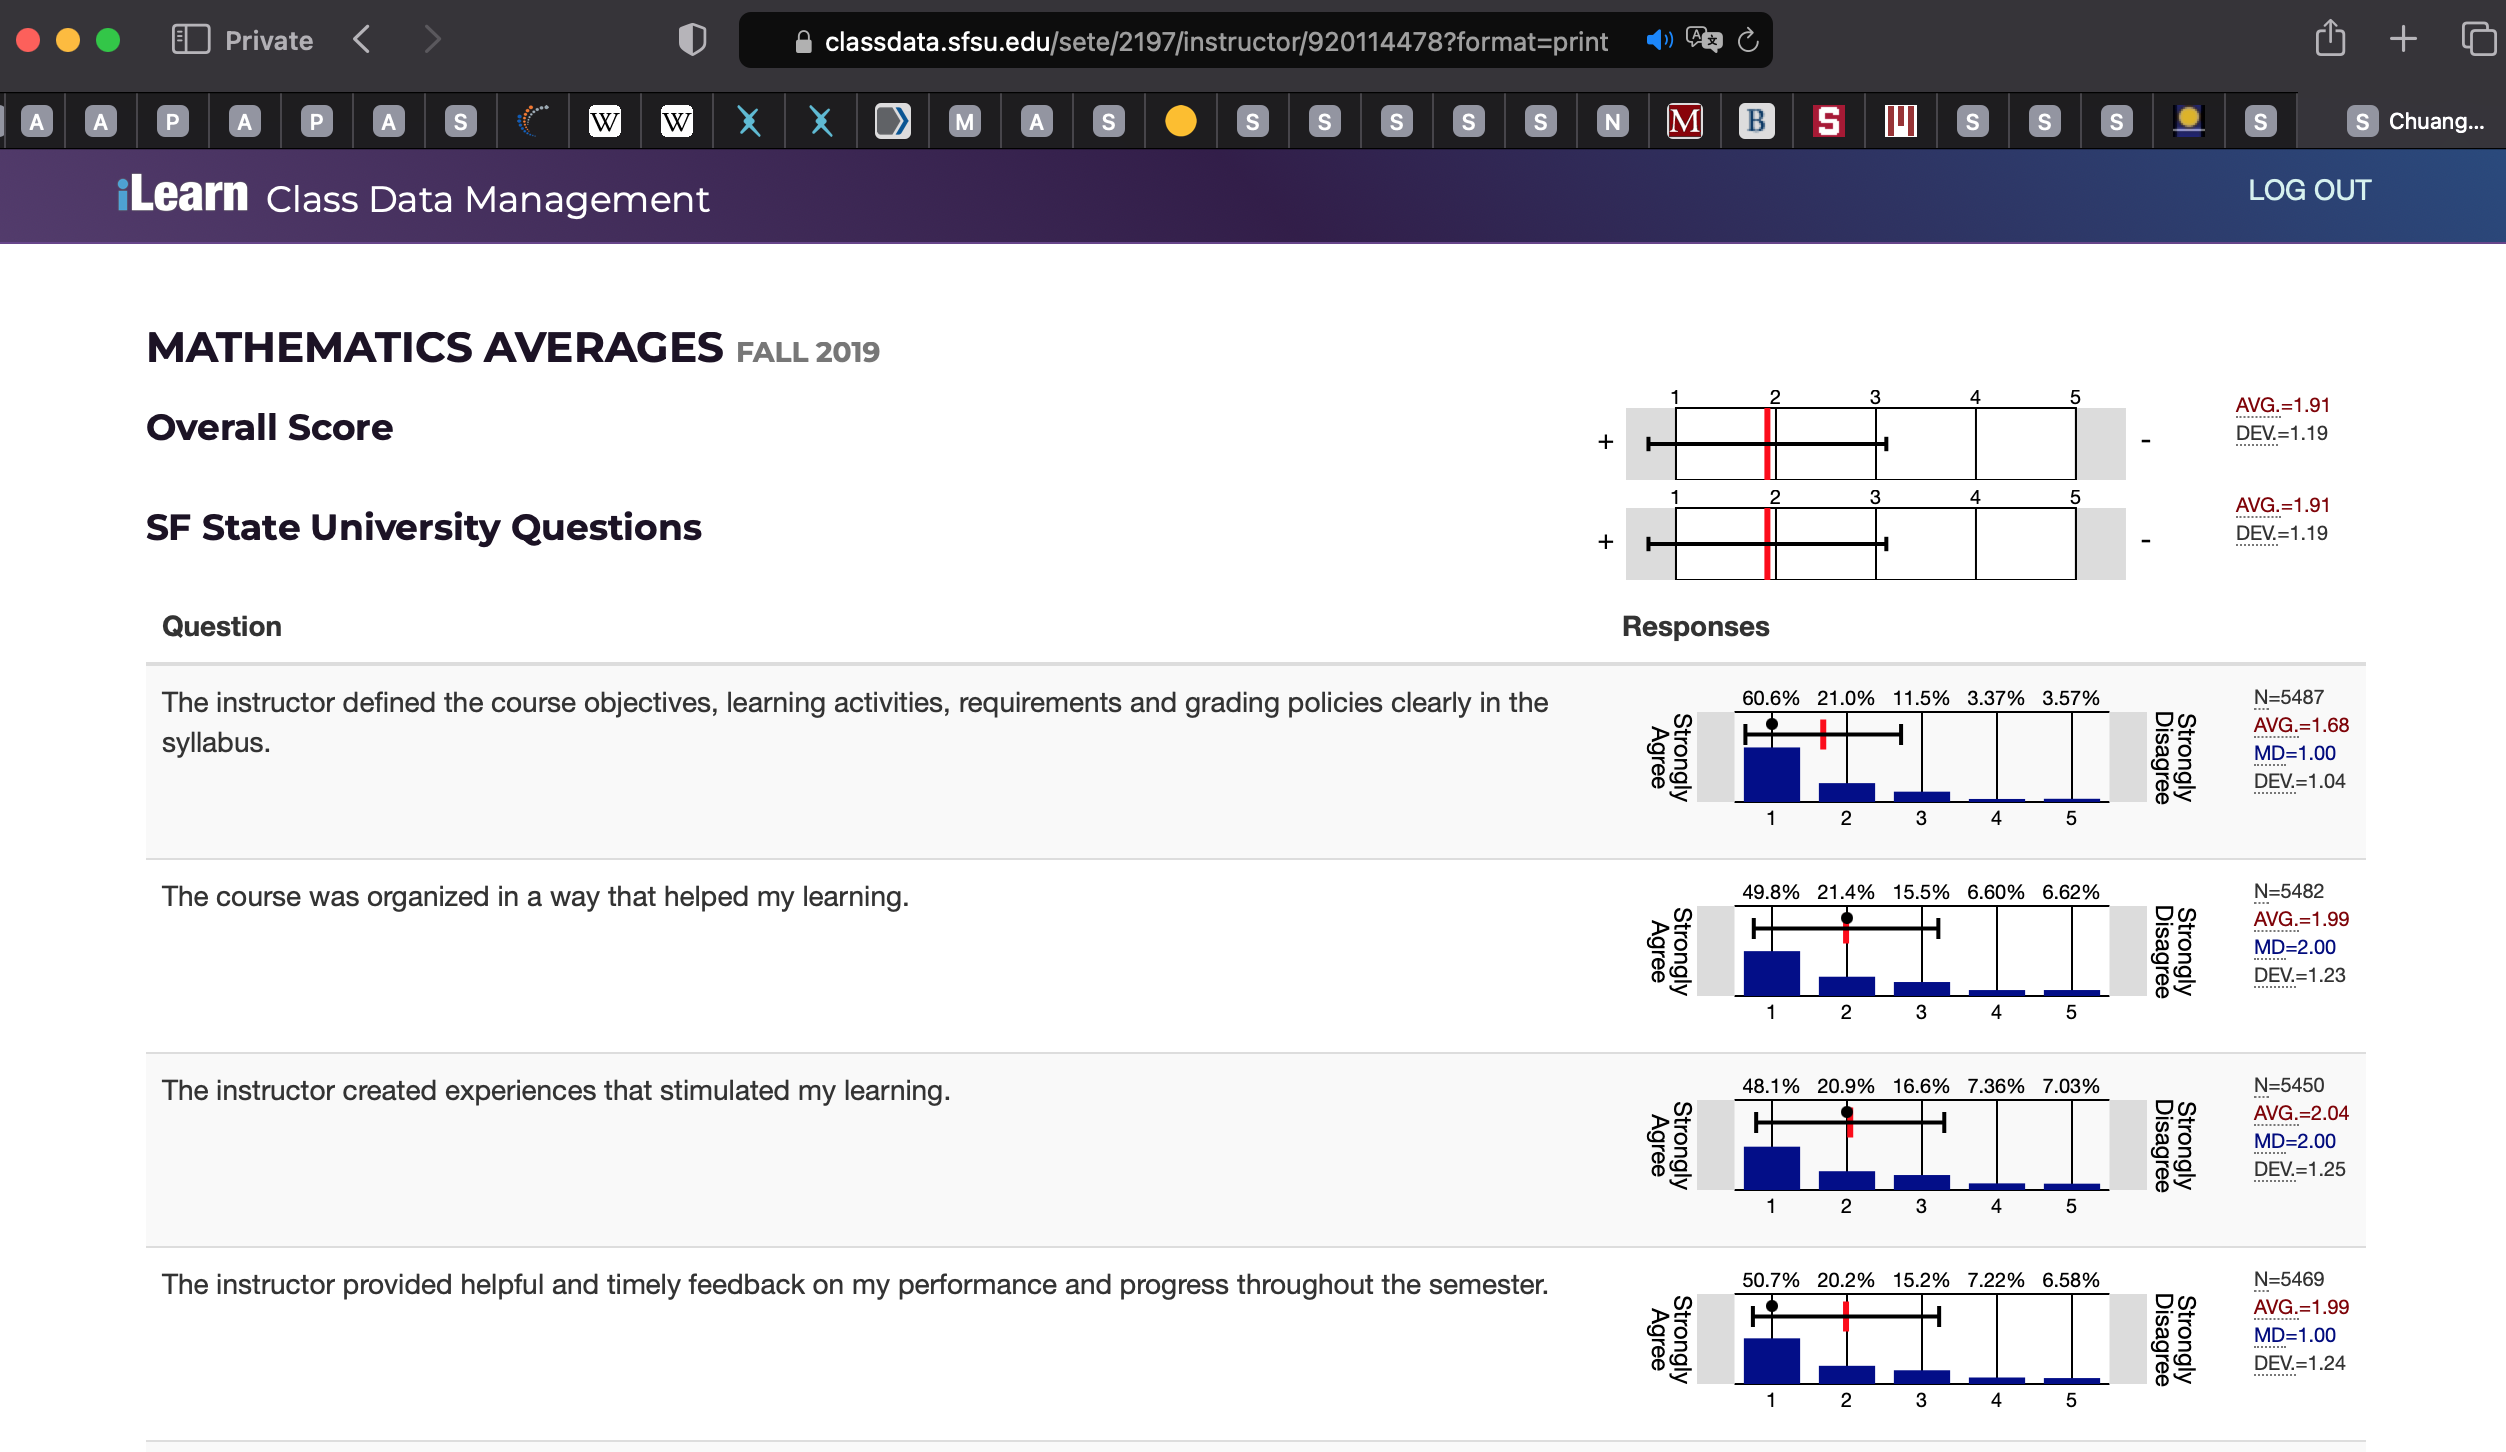 Private
classdata.sfsu.edu/sete/2197/instructor/920114478?format=print
A A P A P A S W W M A S S S S S S N M B S S S S S S Chuang...
iLearn Class Data Management
LOG OUT
MATHEMATICS AVERAGES FALL 2019
Overall Score
1 2 3 4 5
+ -
AVG.=1.91
DEV.=1.19
SF State University Questions
1 2 3 4 5
+ -
AVG.=1.91
DEV.=1.19
Question Responses
The instructor defined the course objectives, learning activities, requirements and grading policies clearly in the
syllabus.
Strongly
Agree
60.6% 21.0% 11.5% 3.37% 3.57%
1 2 3 4 5
Strongly
Disagree
N=5487
AVG.=1.68
MD=1.00
DEV.=1.04
The course was organized in a way that helped my learning.
Strongly
Agree
49.8% 21.4% 15.5% 6.60% 6.62%
1 2 3 4 5
Strongly
Disagree
N=5482
AVG.=1.99
MD=2.00
DEV.=1.23
The instructor created experiences that stimulated my learning.
Strongly
Agree
48.1% 20.9% 16.6% 7.36% 7.03%
1 2 3 4 5
Strongly
Disagree
N=5450
AVG.=2.04
MD=2.00
DEV.=1.25
The instructor provided helpful and timely feedback on my performance and progress throughout the semester.
Strongly
Agree
50.7% 20.2% 15.2% 7.22% 6.58%
1 2 3 4 5
Strongly
Disagree
N=5469
AVG.=1.99
MD=1.00
DEV.=1.24